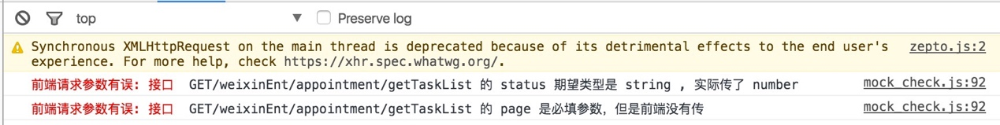 top ▼ Preserve log
Synchronous XMLHttpRequest on the main thread is deprecated because of its detrimental effects to the end user's zepto.js:2
experience. For more help, check https://xhr.spec.whatwg.org/.
前端请求参数有误: 接口 GET/weixinEnt/appointment/getTaskList 的 status 期望类型是 string , 实际传了 number mock_check.js:92
前端请求参数有误: 接口 GET/weixinEnt/appointment/getTaskList 的 page 是必填参数，但是前端没有传 mock_check.js:92